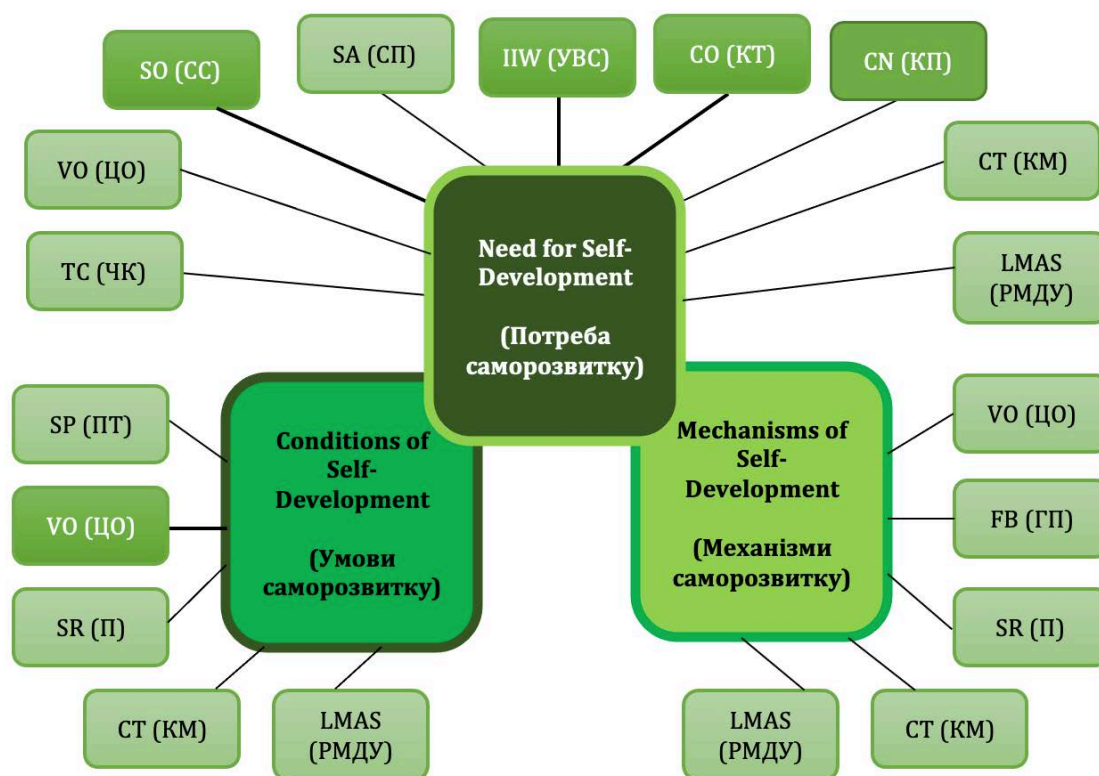 SO (СС)
SA (СП)
IIW (УВС)
CO (КТ)
CN (КП)
VO (ЦО)
CT (КМ)
TC (ЧК)
LMAS
(РМДУ)
Need for Self-
Development
(Потреба
саморозвитку)
SP (ПТ)
VO (ЦО)
SR (П)
CT (КМ)
LMAS
(РМДУ)
Conditions of
Self-
Development
(Умови
саморозвитку)
Mechanisms of
Self-
Development
(Механізми
саморозвитку)
VO (ЦО)
FB (ГП)
SR (П)
LMAS
(РМДУ)
CT (КМ)